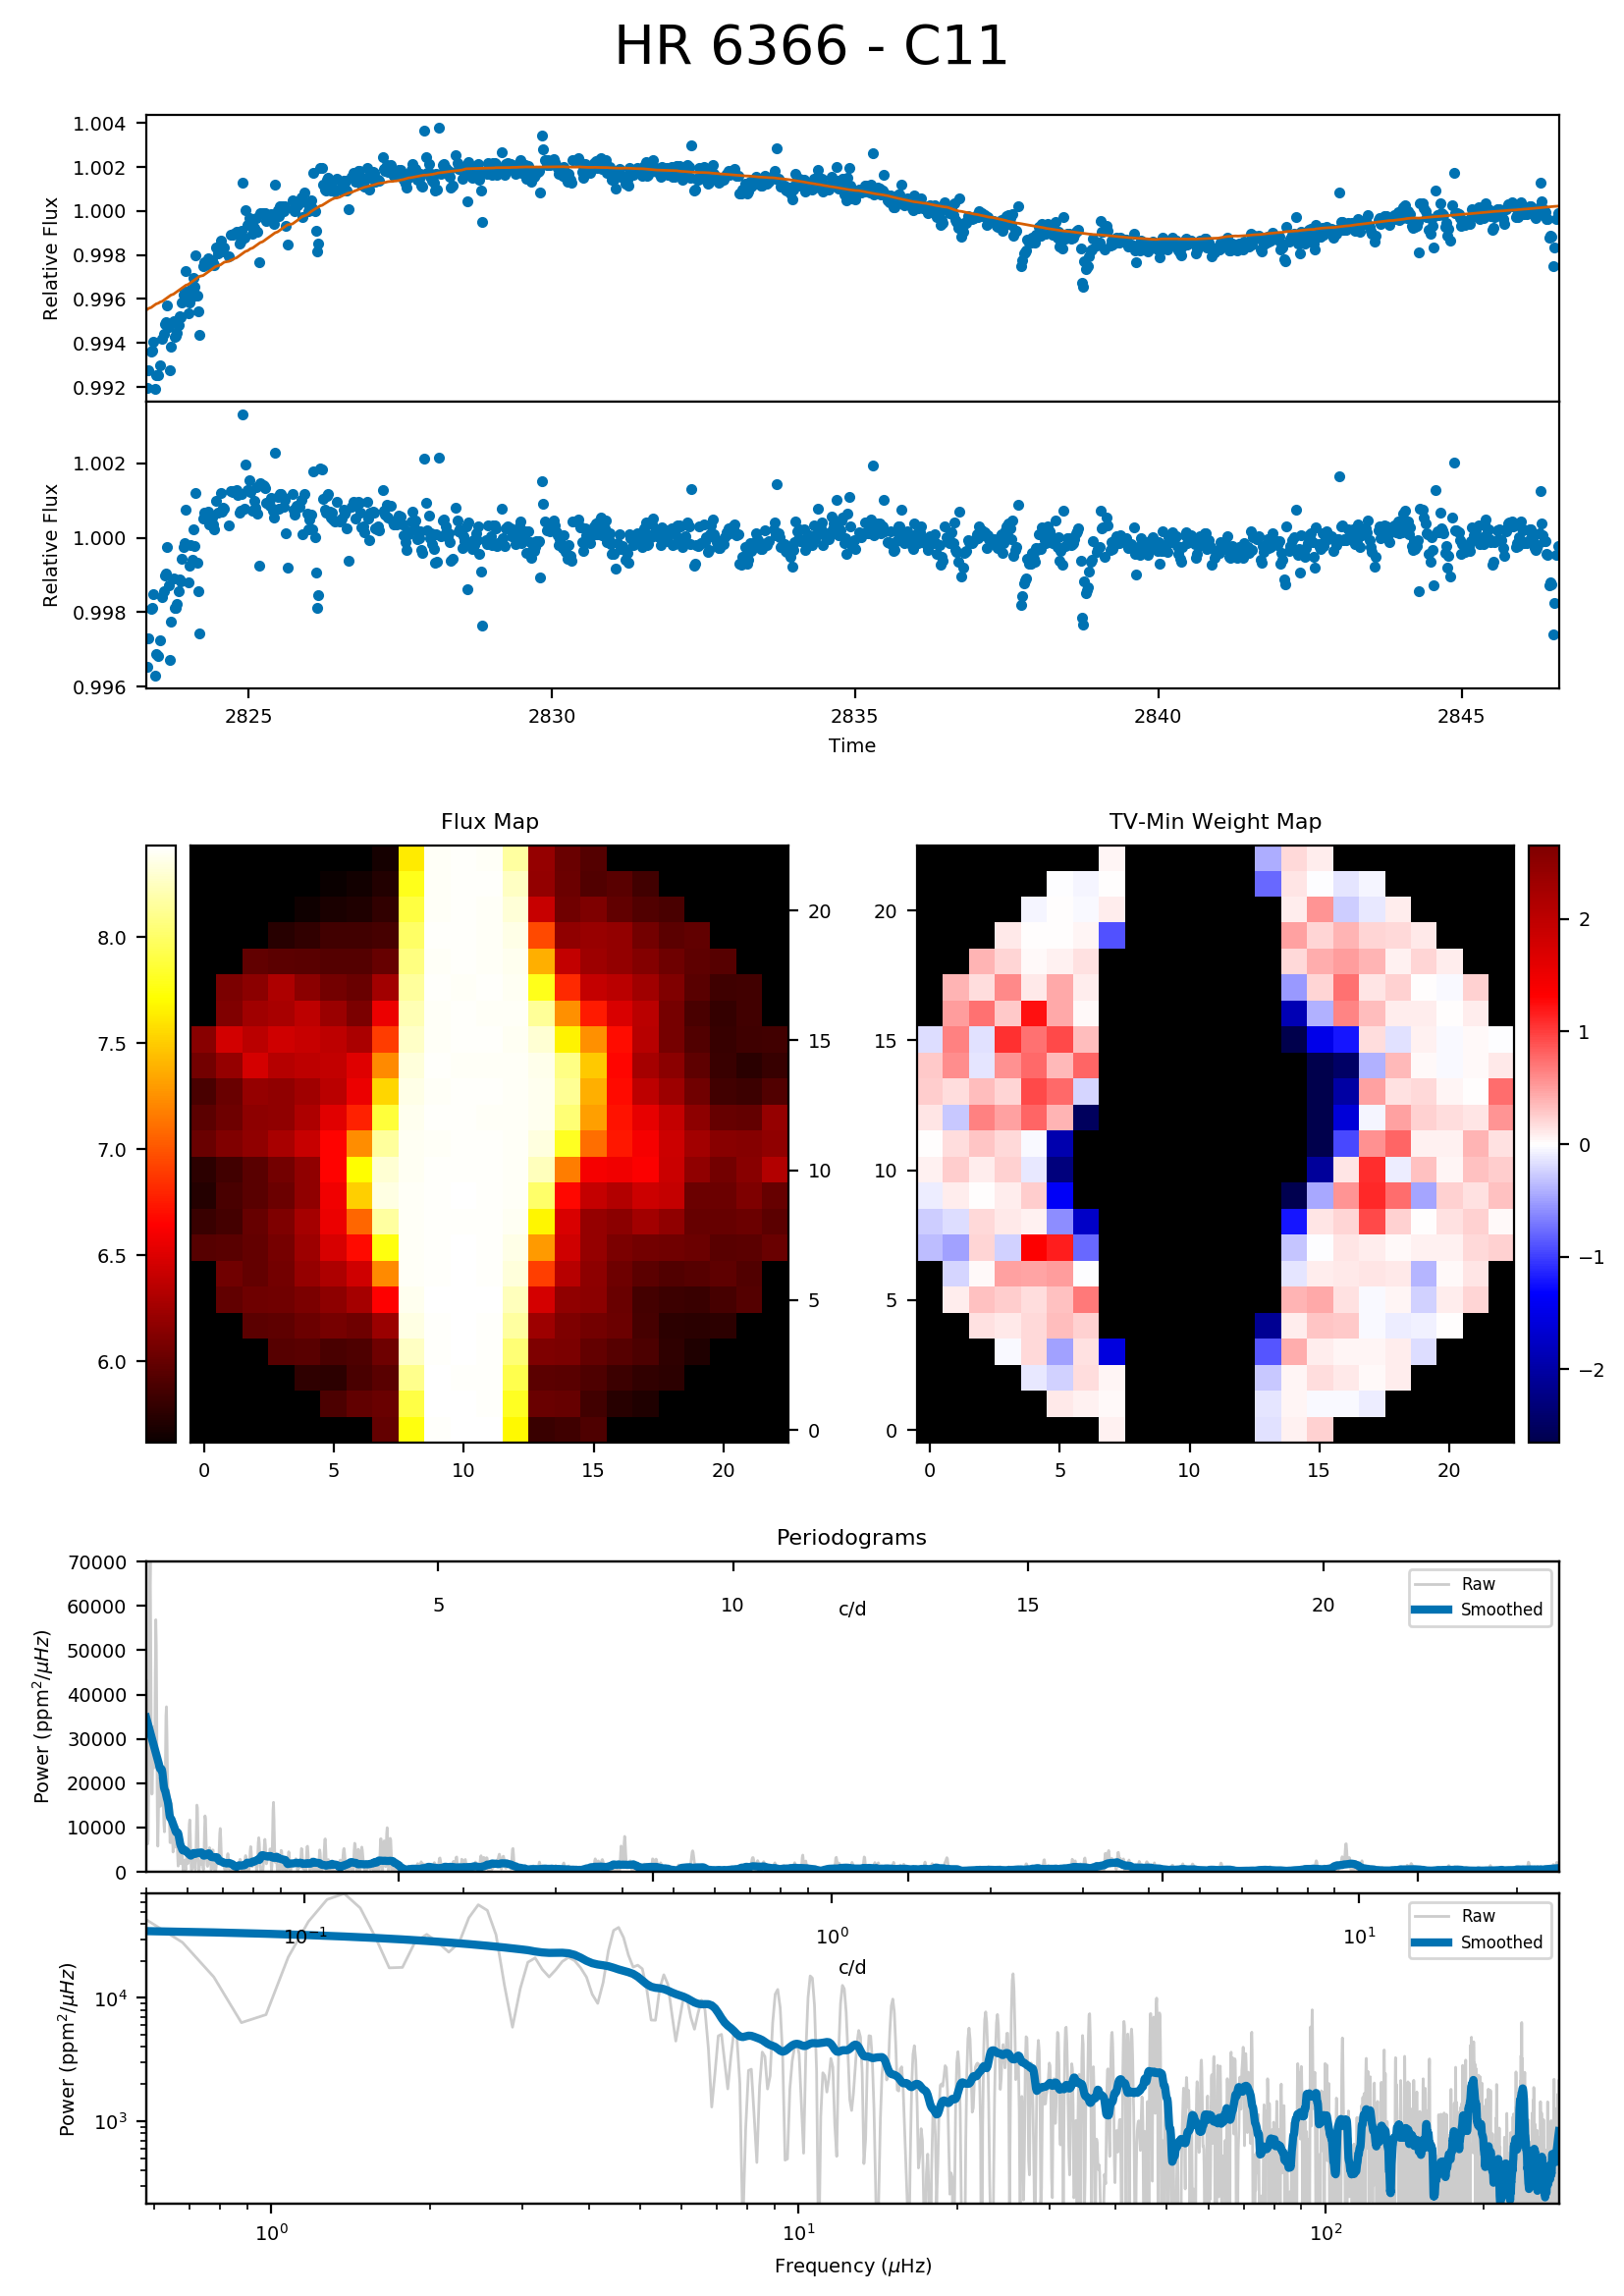 HR 6366 - C11
1.004
1.002
1.000
0.998
0.996
0.994
0.992
Relative Flux
1.002
1.000
0.998
0.996
Relative Flux
2825 2830 2835 2840 2845
Time
Flux Map
TV-Min Weight Map
8.0
7.5
7.0
6.5
6.0
20
15
10
5
0
0 5 10 15 20
20
15
10
5
0
0 5 10 15 20
2
1
0
−1
−2
Periodograms
70000
60000
50000
40000
30000
20000
10000
0
Power (ppm²/μHz)
5 10 15 20
c/d
Raw
Smoothed
10⁻¹ 10⁰ 10¹
c/d
Raw
Smoothed
10⁴
10³
Power (ppm²/μHz)
10⁰ 10¹ 10²
Frequency (μHz)